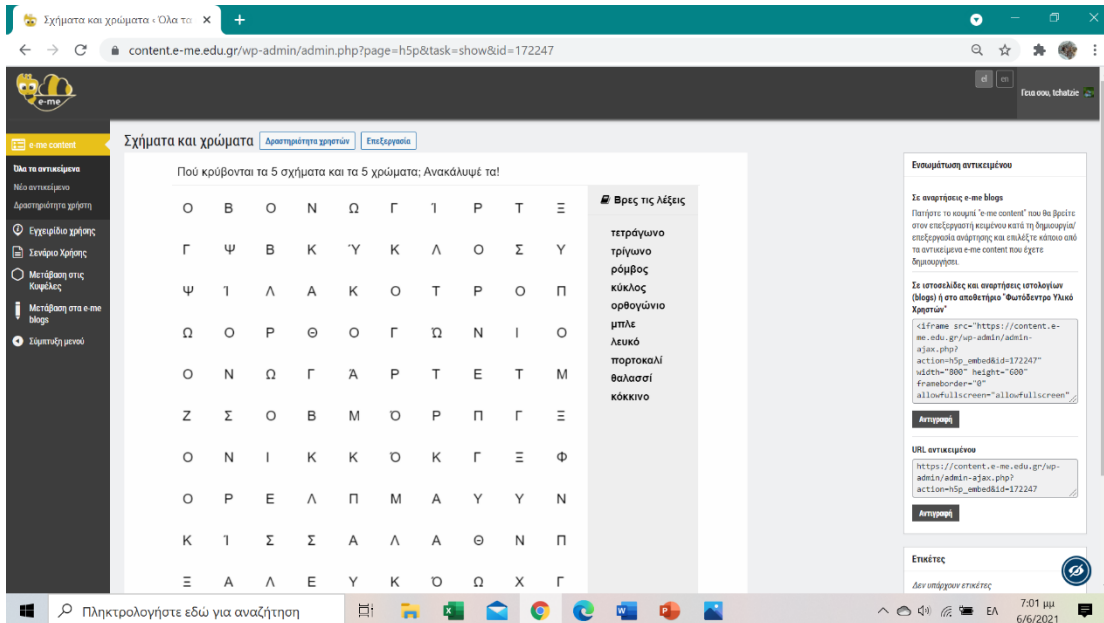 Σχήματα και χρώματα ‹ Όλα τα
content.e-me.edu.gr/wp-admin/admin.php?page=h5p&task=show&id=172247
e-me
el en
Γεια σου, tchatzie
e-me content
Όλα τα αντικείμενα
Νέο αντικείμενο
Δραστηριότητα χρήστη
Εγχειρίδιο χρήσης
Σενάριο Χρήσης
Μετάβαση στις
Κυψέλες
Μετάβαση στα e-me
blogs
Σύμπτυξη μενού
Σχήματα και χρώματα Δραστηριότητα χρηστών Επεξεργασία
Πού κρύβονται τα 5 σχήματα και τα 5 χρώματα; Ανακάλυψέ τα!
Ο Β Ο Ν Ω Γ Ί Ρ Τ Ξ
Γ Ψ Β Κ Ύ Κ Λ Ο Σ Υ
Ψ Ί Λ Α Κ Ο Τ Ρ Ο Π
Ω Ο Ρ Θ Ο Γ Ώ Ν Ι Ο
Ο Ν Ω Γ Ά Ρ Τ Ε Τ Μ
Ζ Σ Ο Β Μ Ό Ρ Π Γ Ξ
Ο Ν Ι Κ Κ Ό Κ Γ Ξ Φ
Ο Ρ Ε Λ Π Μ Α Υ Υ Ν
Κ Ί Σ Σ Α Λ Α Θ Ν Π
Ξ Α Λ Ε Υ Κ Ό Ω Χ Γ
Βρες τις λέξεις
τετράγωνο
τρίγωνο
ρόμβος
κύκλος
ορθογώνιο
μπλε
λευκό
πορτοκαλί
θαλασσί
κόκκινο
Ενσωμάτωση αντικειμένου
Σε αναρτήσεις e-me blogs
Πατήστε το κουμπί "e-me content" που θα βρείτε
στον επεξεργαστή κειμένου κατά τη δημιουργία/
επεξεργασία ανάρτησης και επιλέξτε κάποιο από
τα αντικείμενα e-me content που έχετε
δημιουργήσει.
Σε ιστοσελίδες και αναρτήσεις ιστολογίων
(blogs) ή στο αποθετήριο "Φωτόδεντρο Υλικό
Χρηστών"
<iframe src="https://content.e-
me.edu.gr/wp-admin/admin-
ajax.php?
action=h5p_embed&id=172247"
width="800" height="600"
frameborder="0"
allowfullscreen="allowfullscreen"
Αντιγραφή
URL αντικειμένου
https://content.e-me.edu.gr/wp-
admin/admin-ajax.php?
action=h5p_embed&id=172247
Αντιγραφή
Ετικέτες
Δεν υπάρχουν ετικέτες
Πληκτρολογήστε εδώ για αναζήτηση
ΕΛ
7:01 μμ
6/6/2021